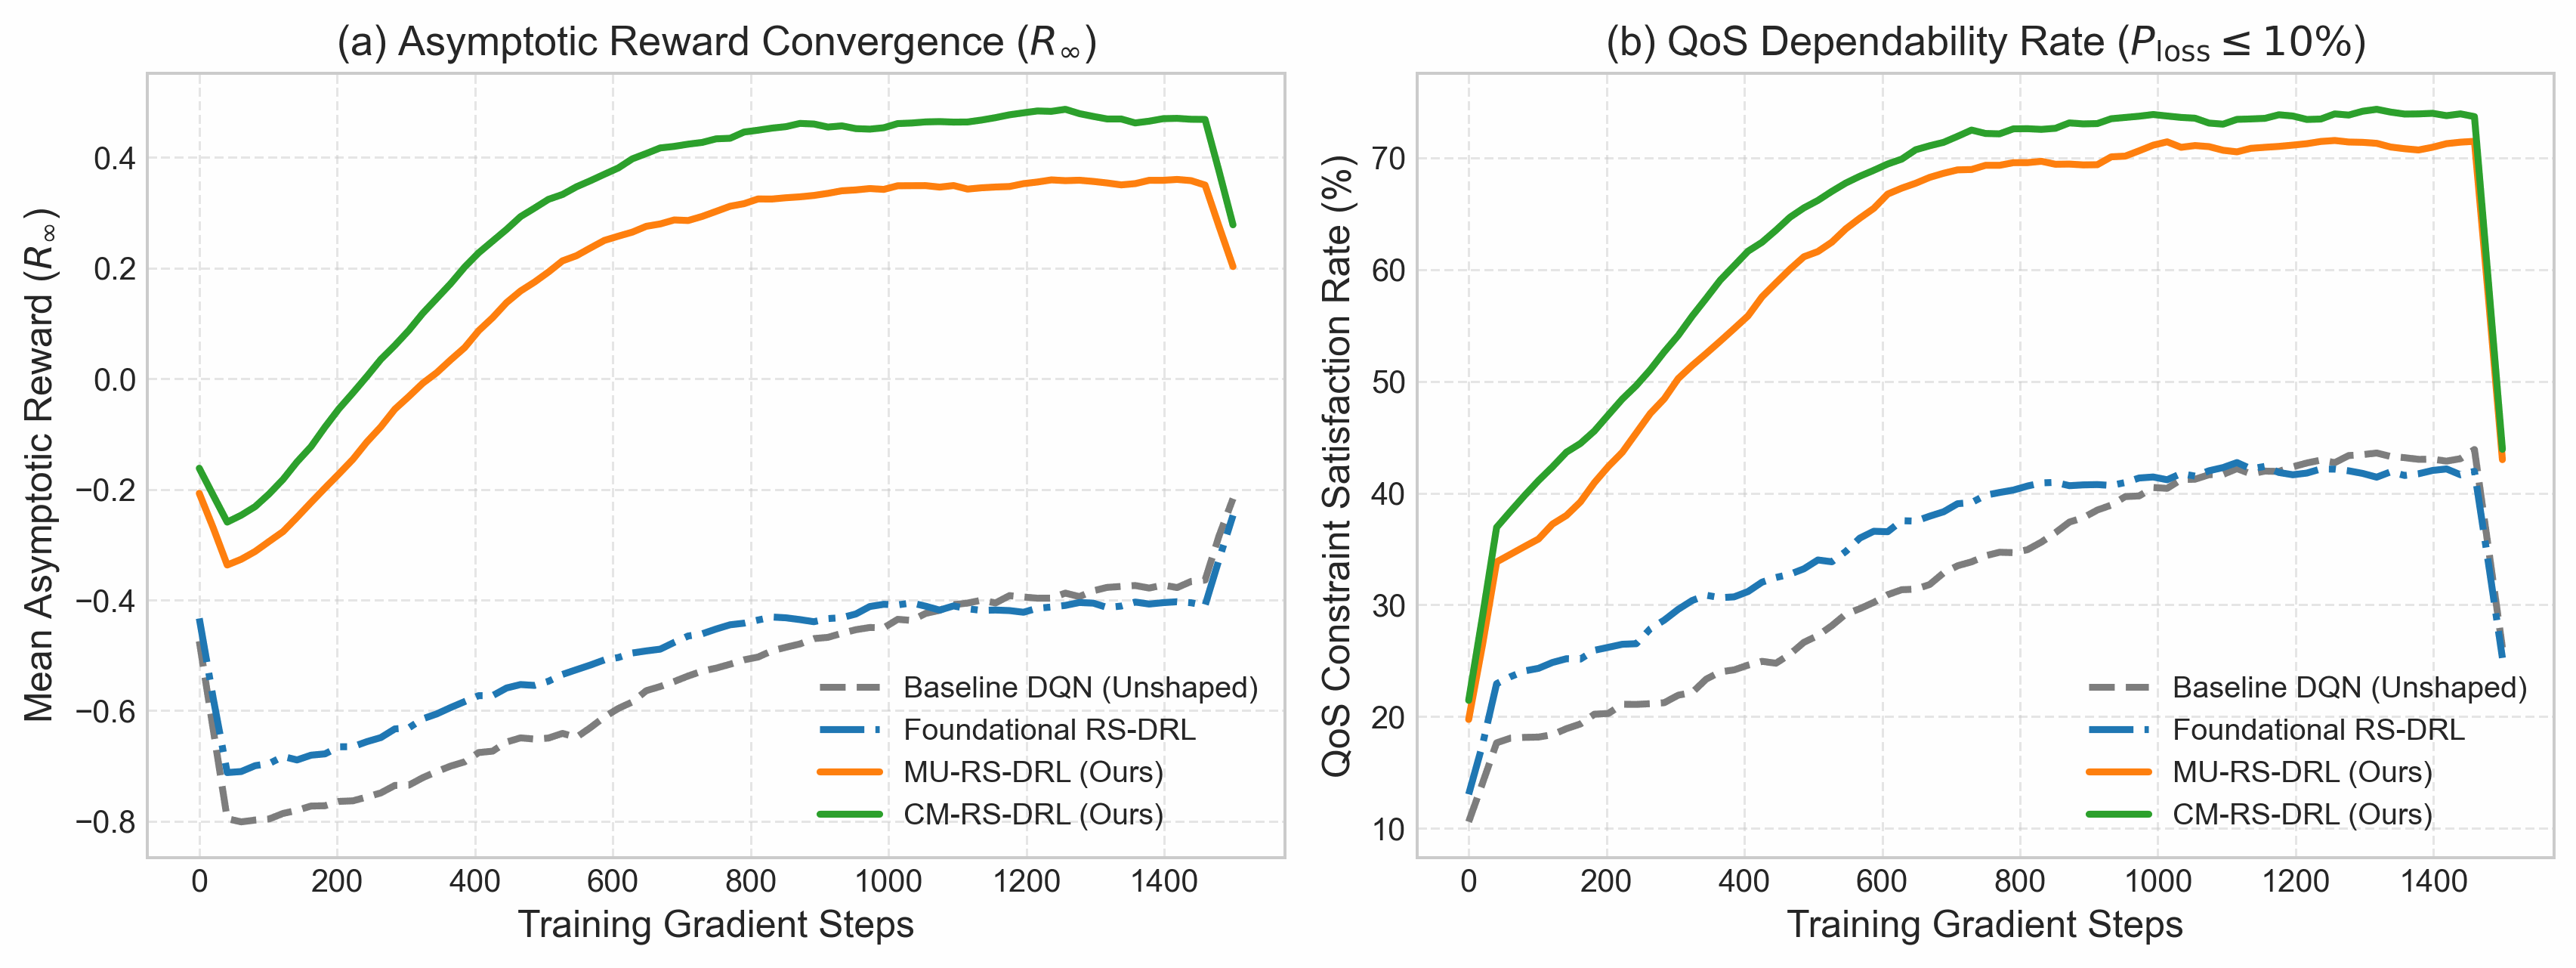 (a) Asymptotic Reward Convergence (R∞)
Mean Asymptotic Reward (R∞)
0.4
0.2
0.0
−0.2
−0.4
−0.6
−0.8
Baseline DQN (Unshaped)
Foundational RS-DRL
MU-RS-DRL (Ours)
CM-RS-DRL (Ours)
0 200 400 600 800 1000 1200 1400
Training Gradient Steps
(b) QoS Dependability Rate (Ploss ≤ 10%)
QoS Constraint Satisfaction Rate (%)
70
60
50
40
30
20
10
Baseline DQN (Unshaped)
Foundational RS-DRL
MU-RS-DRL (Ours)
CM-RS-DRL (Ours)
0 200 400 600 800 1000 1200 1400
Training Gradient Steps